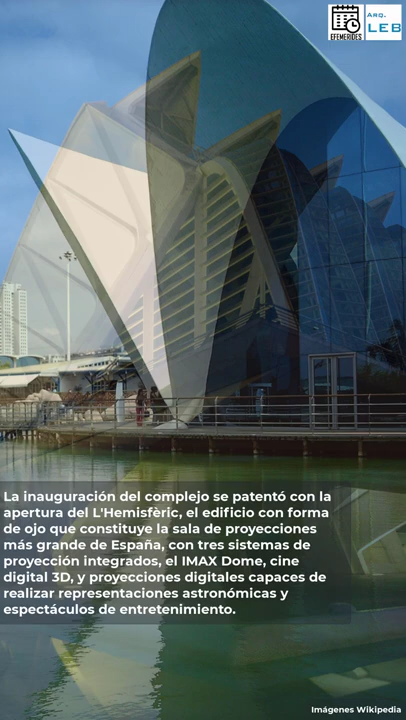 EFEMERIDES
ARQ.
LEB
La inauguración del complejo se patentó con la
apertura del L'Hemisfèric, el edificio con forma
de ojo que constituye la sala de proyecciones
más grande de España, con tres sistemas de
proyección integrados, el IMAX Dome, cine
digital 3D, y proyecciones digitales capaces de
realizar representaciones astronómicas y
espectáculos de entretenimiento.
Imágenes Wikipedia